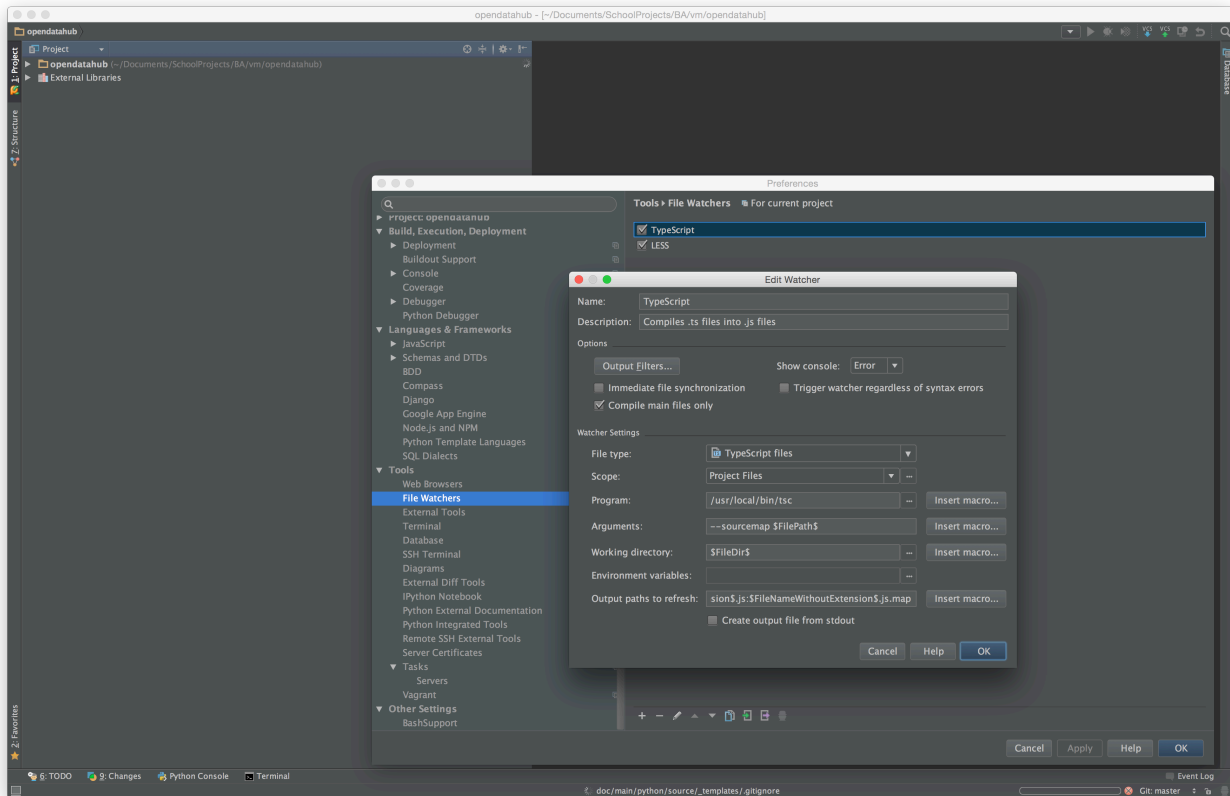 opendatahub - [~/Documents/SchoolProjects/BA/vm/opendatahub]
opendatahub
VCS VCS
1: Project
Z: Structure
2: Favorites
Database
Project
opendatahub (~/Documents/SchoolProjects/BA/vm/opendatahub)
External Libraries
Preferences
Project: opendatahub
Build, Execution, Deployment
Deployment
Buildout Support
Console
Coverage
Debugger
Python Debugger
Languages & Frameworks
JavaScript
Schemas and DTDs
BDD
Compass
Django
Google App Engine
Node.js and NPM
Python Template Languages
SQL Dialects
Tools
Web Browsers
File Watchers
External Tools
Terminal
Database
SSH Terminal
Diagrams
External Diff Tools
IPython Notebook
Python External Documentation
Python Integrated Tools
Remote SSH External Tools
Server Certificates
Tasks
Servers
Vagrant
Other Settings
BashSupport
Tools › File Watchers For current project
TypeScript
LESS
Edit Watcher
Name: TypeScript
Description: Compiles .ts files into .js files
Options
Output Filters... Show console: Error
Immediate file synchronization Trigger watcher regardless of syntax errors
Compile main files only
Watcher Settings
File type: TypeScript files
Scope: Project Files ...
Program: /usr/local/bin/tsc ... Insert macro...
Arguments: --sourcemap $FilePath$ Insert macro...
Working directory: $FileDir$ ... Insert macro...
Environment variables: ...
Output paths to refresh: sion$.js:$FileNameWithoutExtension$.js.map Insert macro...
Create output file from stdout
Cancel Help OK
Cancel Apply Help OK
6: TODO 9: Changes Python Console Terminal Event Log
doc/main/python/source/_templates/.gitignore Git: master